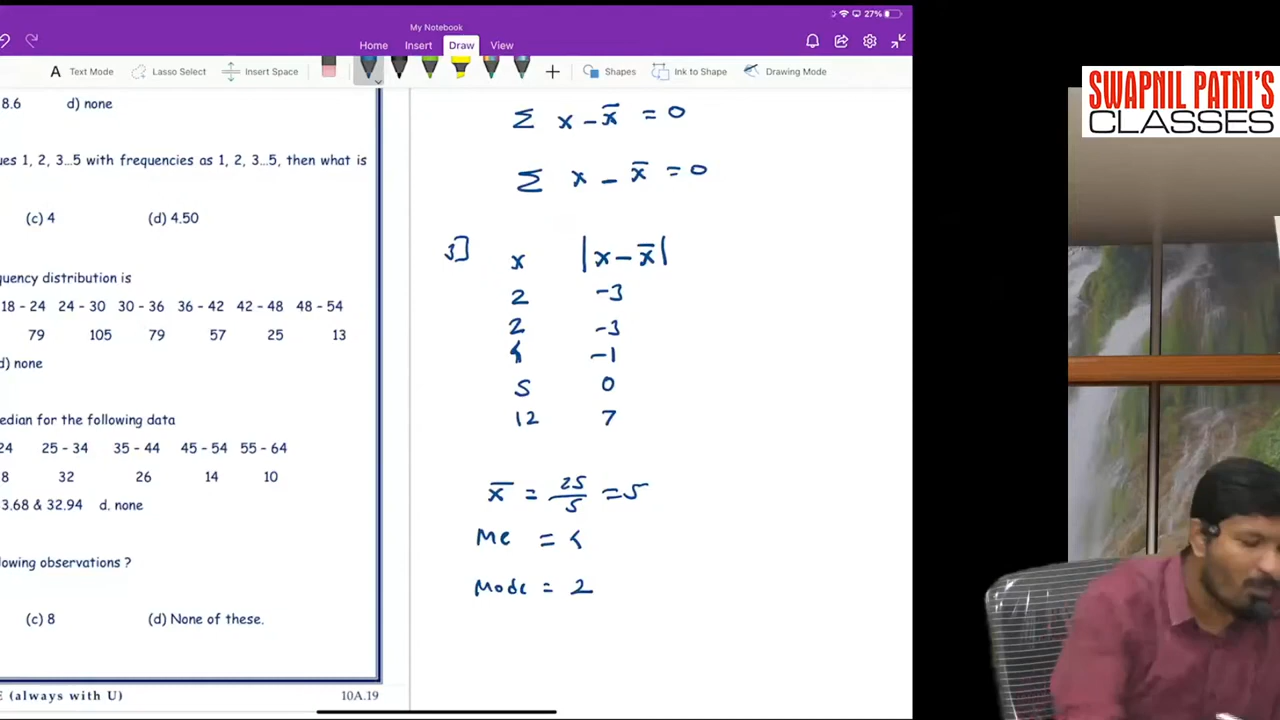 27%
My Notebook
Home Insert Draw View
A Text Mode Lasso Select Insert Space + Shapes Ink to Shape Drawing Mode
SWAPNIL PATNI'S
CLASSES
8.6 d) none
ues 1, 2, 3...5 with frequencies as 1, 2, 3...5, then what is
(c) 4 (d) 4.50
quency distribution is
18 - 24 24 - 30 30 - 36 36 - 42 42 - 48 48 - 54
79 105 79 57 25 13
d) none
edian for the following data
24 25 - 34 35 - 44 45 - 54 55 - 64
8 32 26 14 10
3.68 & 32.94 d. none
lowing observations ?
(c) 8 (d) None of these.
E (always with U) 10A.19
Σ x - x̄ = 0
Σ x - x̄ = 0
3] x |x - x̄|
2 -3
2 -3
4 -1
5 0
12 7
x̄ = 25/5 = 5
Me = 4
Mode = 2